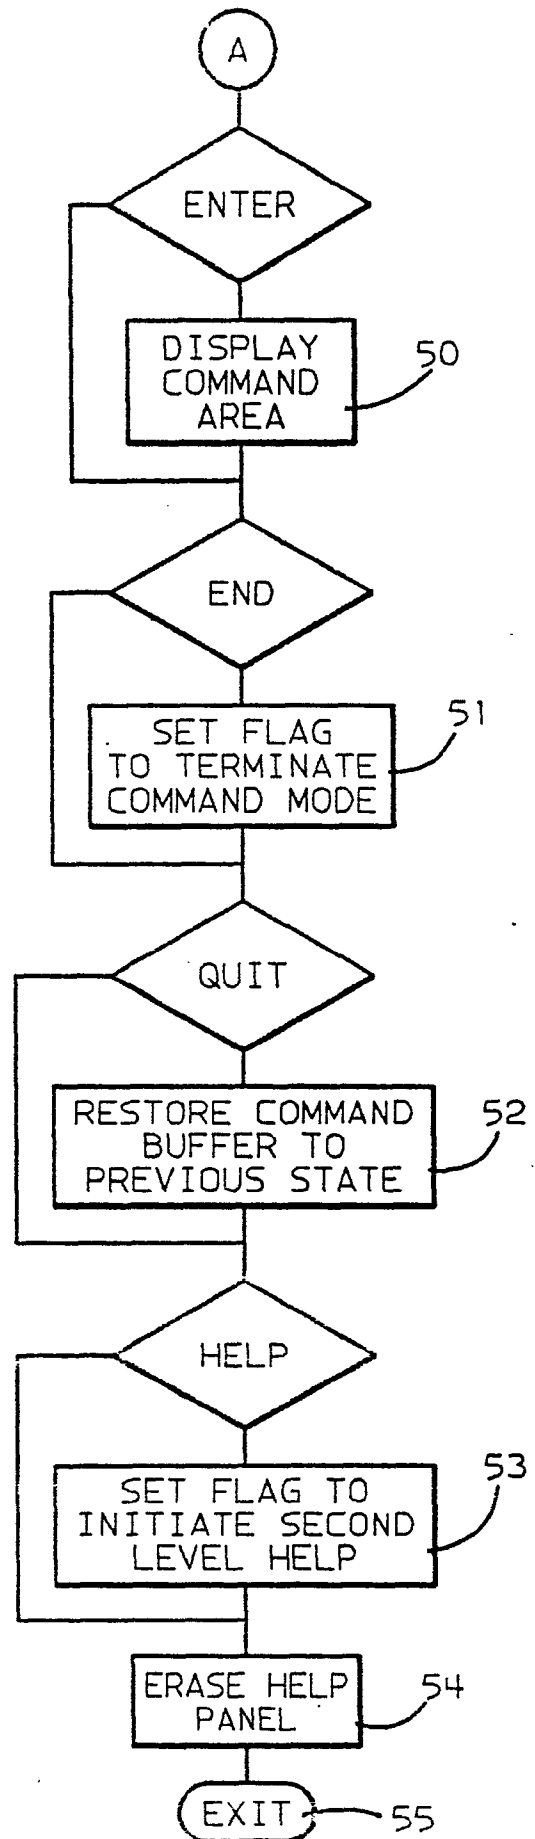 A
ENTER
DISPLAY
COMMAND
AREA
50
END
SET FLAG
TO TERMINATE
COMMAND MODE
51
QUIT
RESTORE COMMAND
BUFFER TO
PREVIOUS STATE
52
HELP
SET FLAG TO
INITIATE SECOND
LEVEL HELP
53
ERASE HELP
PANEL
54
EXIT
55